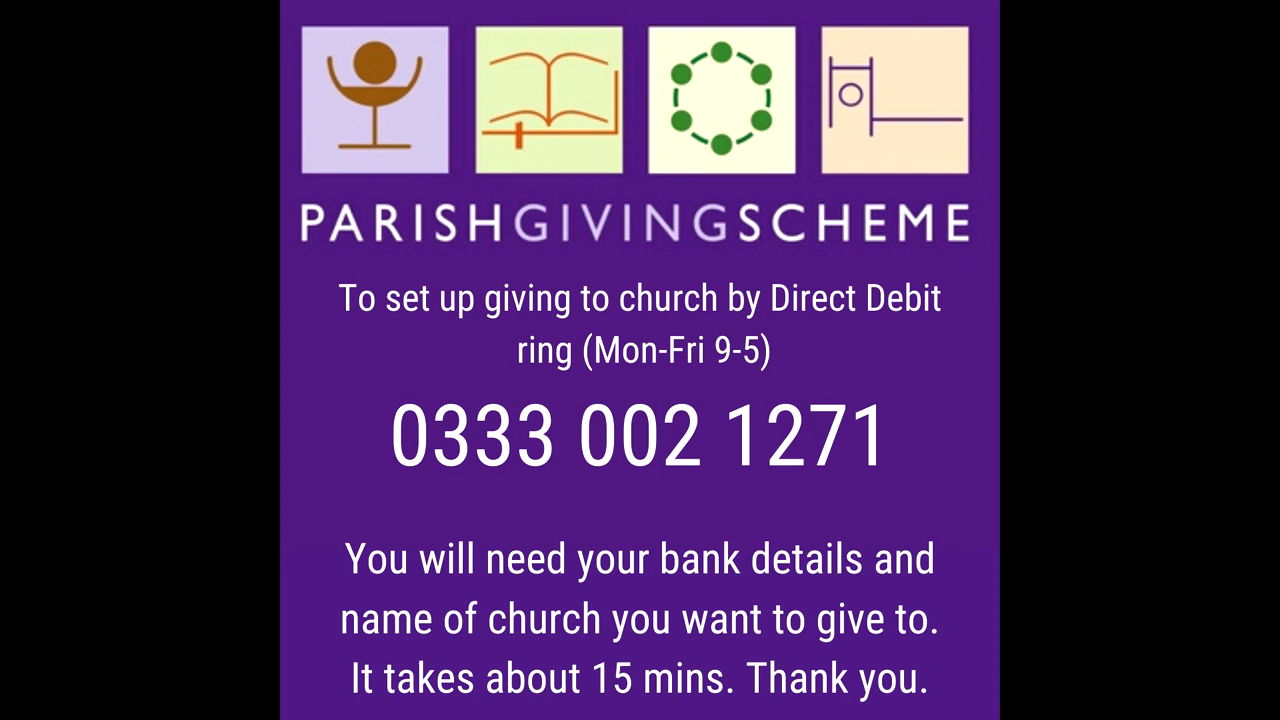 PARISHGIVINGSCHEME
To set up giving to church by Direct Debit
ring (Mon-Fri 9-5)
0333 002 1271
You will need your bank details and
name of church you want to give to.
It takes about 15 mins. Thank you.